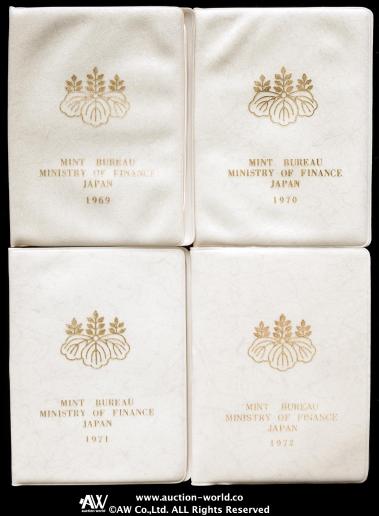 MINT BUREAU
MINISTRY OF FINANCE
JAPAN
1969
MINT BUREAU
MINISTRY OF FINANCE
JAPAN
1970
MINT BUREAU
MINISTRY OF FINANCE
JAPAN
1971
MINT BUREAU
MINISTRY OF FINANCE
JAPAN
1972
AW www.auction-world.co
©AW Co.,Ltd. ALL Rights Reserved